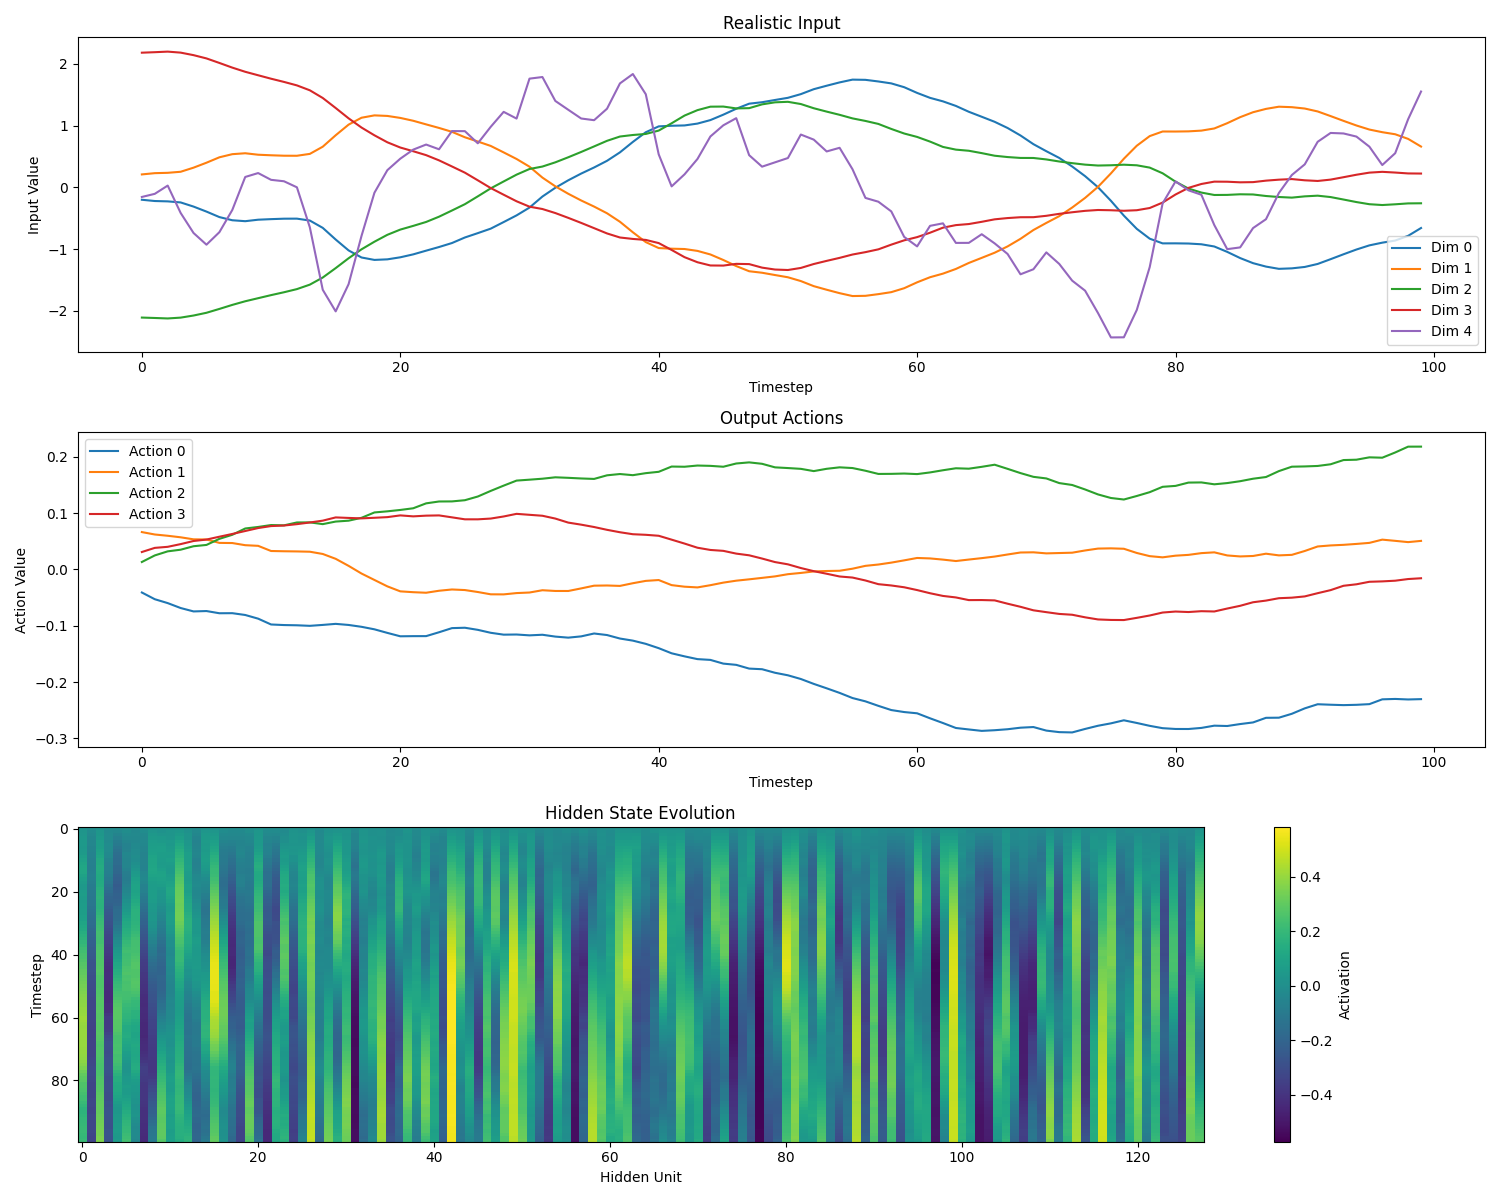 Realistic Input
Input Value
2
1
0
−1
−2
Dim 0
Dim 1
Dim 2
Dim 3
Dim 4
0
20
40
60
80
100
Timestep
Output Actions
Action Value
0.2
0.1
0.0
−0.1
−0.2
−0.3
Action 0
Action 1
Action 2
Action 3
0
20
40
60
80
100
Timestep
Hidden State Evolution
Timestep
0
20
40
60
80
0
20
40
60
80
100
120
Hidden Unit
0.4
0.2
0.0
−0.2
−0.4
Activation